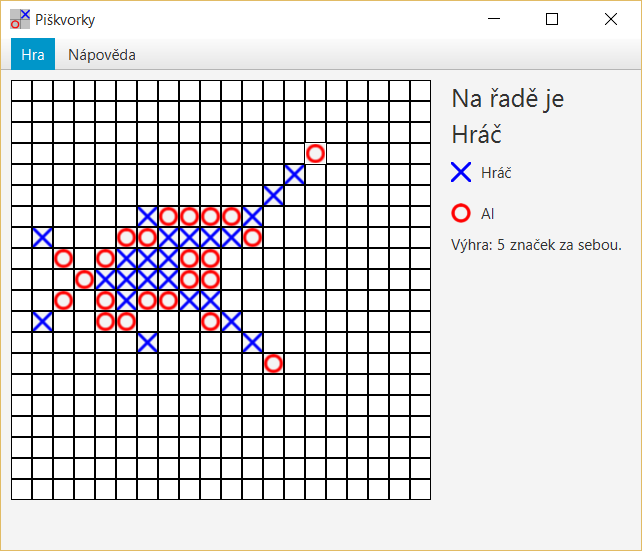 Piškvorky
Hra Nápověda
Na řadě je
Hráč
Hráč
AI
Výhra: 5 značek za sebou.